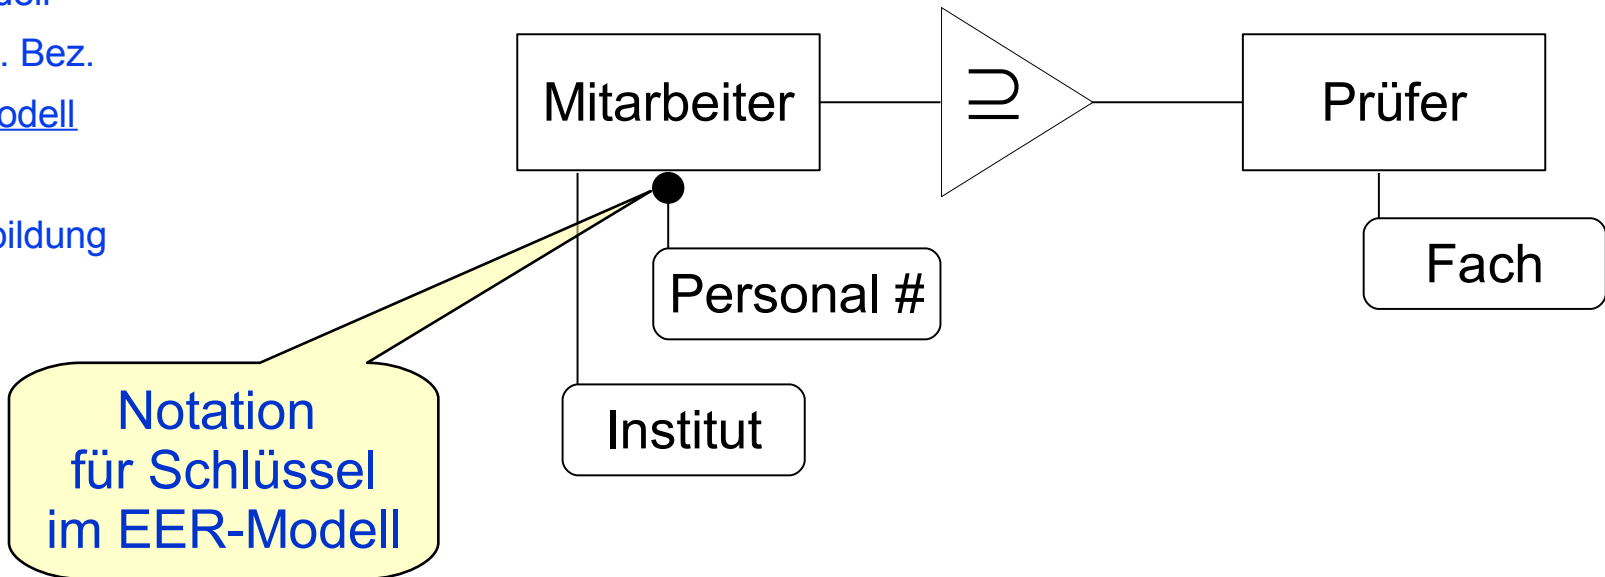 . Bez.
odell
bildung
Mitarbeiter
⊇
Prüfer
Personal #
Fach
Institut
Notation
für Schlüssel
im EER-Modell